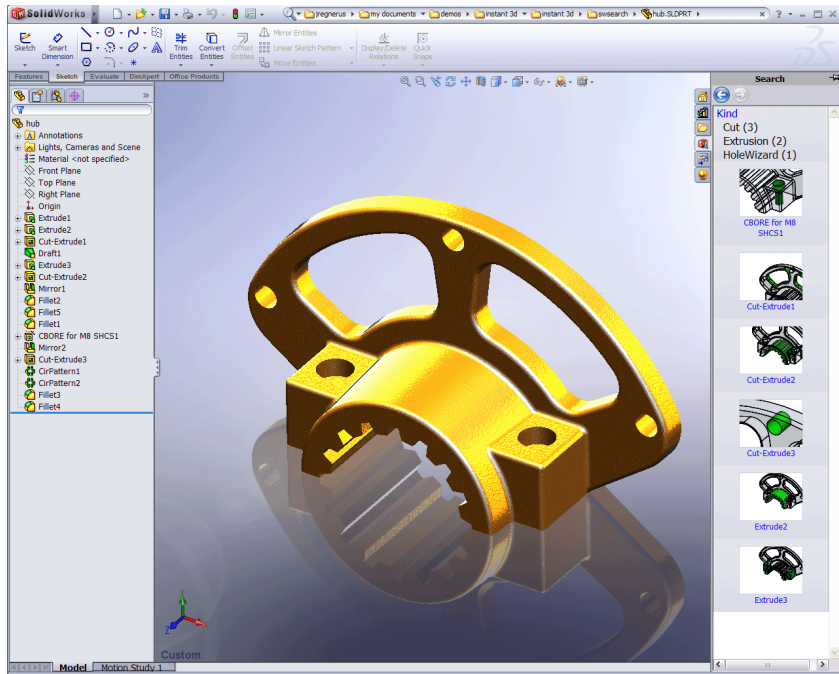 SolidWorks
jregnerus
my documents
demos
instant 3d
instant 3d
swsearch
hub.SLDPRT
Sketch
Smart Dimension
Trim Entities
Convert Entities
Offset Entities
Mirror Entities
Linear Sketch Pattern
Move Entities
Display/Delete Relations
Quick Snaps
Features
Sketch
Evaluate
DimXpert
Office Products
hub
Annotations
Lights, Cameras and Scene
Material <not specified>
Front Plane
Top Plane
Right Plane
Origin
Extrude1
Extrude2
Cut-Extrude1
Draft1
Extrude3
Cut-Extrude2
Mirror1
Fillet2
Fillet5
Fillet1
CBORE for M8 SHCS1
Mirror2
Cut-Extrude3
CirPattern1
CirPattern2
Fillet3
Fillet4
Custom
Model
Motion Study 1
Search
Kind
Cut (3)
Extrusion (2)
HoleWizard (1)
CBORE for M8
SHCS1
Cut-Extrude1
Cut-Extrude2
Cut-Extrude3
Extrude2
Extrude3